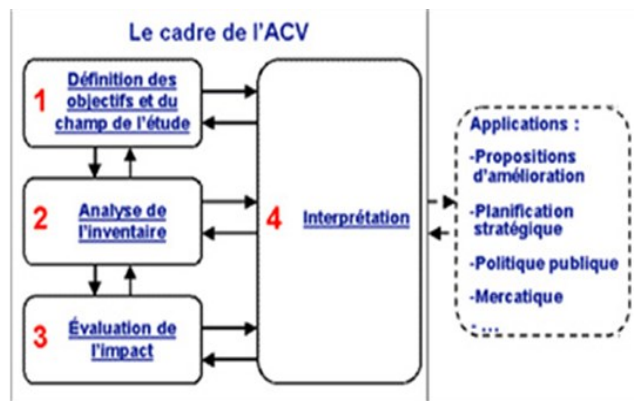 Le cadre de l'ACV
1
Définition des
objectifs et du
champ de l'étude
2
Analyse de
l'inventaire
3
Évaluation de
l'impact
4
Interprétation
Applications :
-Propositions
d'amélioration
-Planification
stratégique
-Politique publique
-Mercatique
- ...